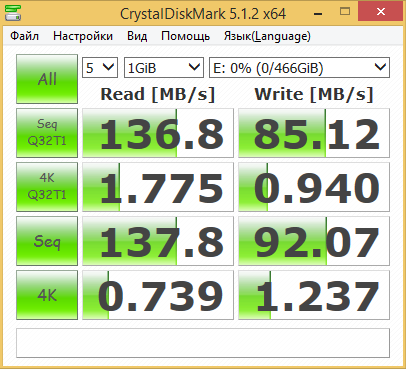 CrystalDiskMark 5.1.2 x64
Файл Настройки Вид Помощь Язык(Language)
All 5 1GiB E: 0% (0/466GiB)
Read [MB/s] Write [MB/s]
Seq Q32T1 136.8 85.12
4K Q32T1 1.775 0.940
Seq 137.8 92.07
4K 0.739 1.237